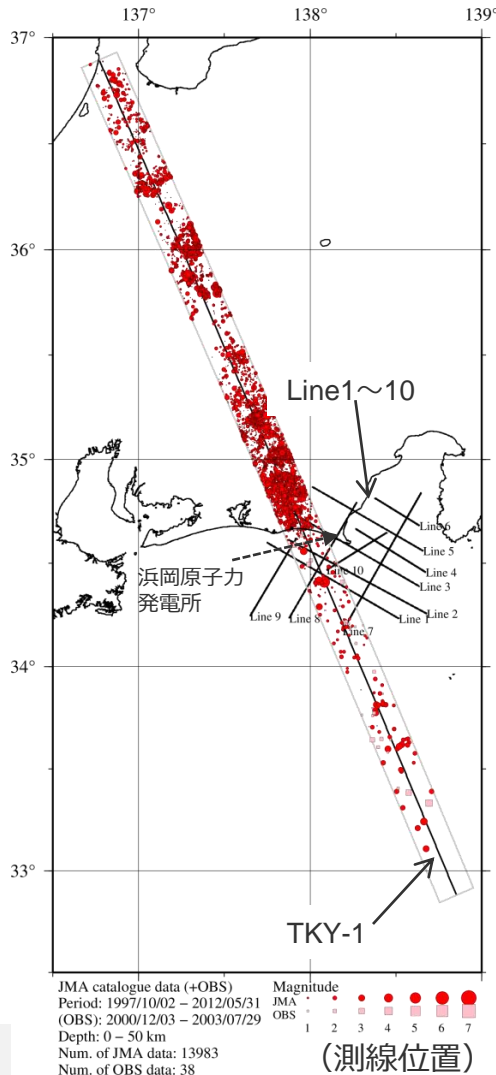 137°
138°
139°
37°
36°
35°
34°
33°
Line1～10
Line 6
Line 5
Line 4
Line 3
Line 2
Line 1
Line 10
Line 9
Line 8
Line 7
浜岡原子力
発電所
TKY-1
JMA catalogue data (+OBS)
Period: 1997/10/02 – 2012/05/31
(OBS): 2000/12/03 – 2003/07/29
Depth: 0 – 50 km
Num. of JMA data: 13983
Num. of OBS data: 38
Magnitude
JMA
OBS
1 2 3 4 5 6 7
（測線位置）